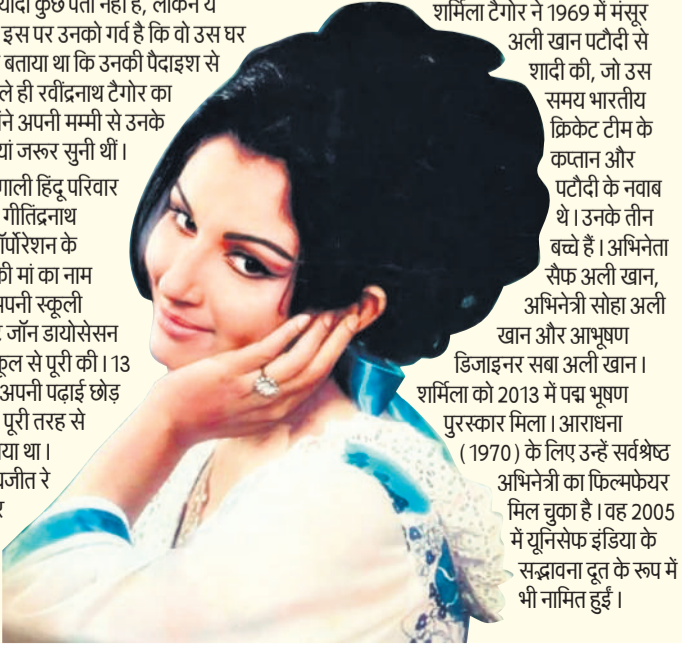 कुछ पता नहीं है, लेकिन ये
इस पर उनको गर्व है कि वो उस घर
बताया था कि उनकी पैदाइश से
ले ही रवींद्रनाथ टैगोर का
ने अपनी मम्मी से उनके
यां जरूर सुनी थीं।
गाली हिंदू परिवार
गीतिंद्रनाथ
ॉर्पोरेशन के
की मां का नाम
पनी स्कूली
जॉन डायोसेसन
कूल से पूरी की। 13
अपनी पढ़ाई छोड़
पूरी तरह से
या था।
यजीत रे
शर्मिला टैगोर ने 1969 में मंसूर
अली खान पटौदी से
शादी की, जो उस
समय भारतीय
क्रिकेट टीम के
कप्तान और
पटौदी के नवाब
थे। उनके तीन
बच्चे हैं। अभिनेता
सैफ अली खान,
अभिनेत्री सोहा अली
खान और आभूषण
डिजाइनर सबा अली खान।
शर्मिला को 2013 में पद्म भूषण
पुरस्कार मिला। आराधना
(1970) के लिए उन्हें सर्वश्रेष्ठ
अभिनेत्री का फिल्मफेयर
मिल चुका है। वह 2005
में यूनिसेफ इंडिया के
सद्भावना दूत के रूप में
भी नामित हुईं।